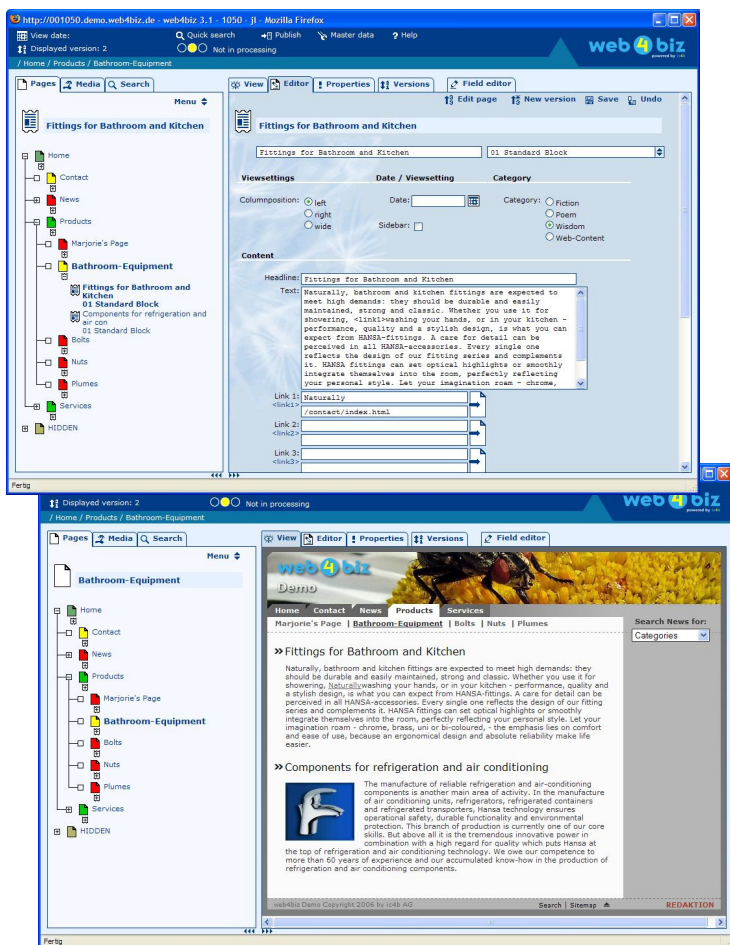 http://001050.demo.web4biz.de - web4biz 3.1 - 1050 - jl - Mozilla Firefox
View date: Quick search Publish Master data ? Help
Displayed version: 2 Not in processing
web 4 biz
powered by ic4b
/ Home / Products / Bathroom-Equipment
Pages Media Search
View Editor Properties Versions Field editor
Menu
Edit page New version Save Undo
Fittings for Bathroom and Kitchen
Home
Contact
News
Products
Marjorie's Page
Bathroom-Equipment
Fittings for Bathroom and
Kitchen
01 Standard Block
Components for refrigeration and
air con
01 Standard Block
Bolts
Nuts
Plumes
Services
HIDDEN
Fittings for Bathroom and Kitchen
Fittings for Bathroom and Kitchen 01 Standard Block
Viewsettings Date / Viewsetting Category
Columnposition: left Date: Category: Fiction
right Poem
wide Sidebar: Wisdom
Web-Content
Content
Headline: Fittings for Bathroom and Kitchen
Text: Naturally, bathroom and kitchen fittings are expected to
meet high demands: they should be durable and easily
maintained, strong and classic. Whether you use it for
showering, <link1>washing your hands, or in your kitchen -
performance, quality and a stylish design, is what you can
expect from HANSA-fittings. A care for detail can be
perceived in all HANSA-accessories. Every single one
reflects the design of our fitting series and complements
it. HANSA fittings can set optical highlights or smoothly
integrate themselves into the room, perfectly reflecting
your personal style. Let your imagination roam - chrome,
Link 1: Naturally
<link1> /contact/index.html
Link 2:
<link2>
Link 3:
<link3>
Fertig
Displayed version: 2 Not in processing
web 4 biz
powered by ic4b
/ Home / Products / Bathroom-Equipment
Pages Media Search
View Editor Properties Versions Field editor
Menu
Bathroom-Equipment
Home
Contact
News
Products
Marjorie's Page
Bathroom-Equipment
Bolts
Nuts
Plumes
Services
HIDDEN
web 4 biz
Demo
Home Contact News Products Services
Marjorie's Page | Bathroom-Equipment | Bolts | Nuts | Plumes
Search News for:
Categories
» Fittings for Bathroom and Kitchen
Naturally, bathroom and kitchen fittings are expected to meet high demands: they
should be durable and easily maintained, strong and classic. Whether you use it for
showering, Naturallywashing your hands, or in your kitchen - performance, quality and
a stylish design, is what you can expect from HANSA-fittings. A care for detail can be
perceived in all HANSA-accessories. Every single one reflects the design of our fitting
series and complements it. HANSA fittings can set optical highlights or smoothly
integrate themselves into the room, perfectly reflecting your personal style. Let your
imagination roam - chrome, brass, uni or bi-coloured, - the emphasis lies on comfort
and ease of use, because an ergonomical design and absolute reliability make life
easier.
» Components for refrigeration and air conditioning
The manufacture of reliable refrigeration and air-conditioning
components is another main area of activity. In the manufacture
of air conditioning units, refrigerators, refrigerated containers
and refrigerated transporters, Hansa technology ensures
operational safety, durable functionality and environmental
protection. This branch of production is currently one of our core
skills. But above all it is the tremendous innovative power in
combination with a high regard for quality which puts Hansa at
the top of refrigeration and air conditioning technology. We owe our competence to
more than 60 years of experience and our accumulated know-how in the production of
refrigeration and air conditioning components.
web4biz Demo Copyright 2006 by ic4b AG Search | Sitemap REDAKTION
Fertig